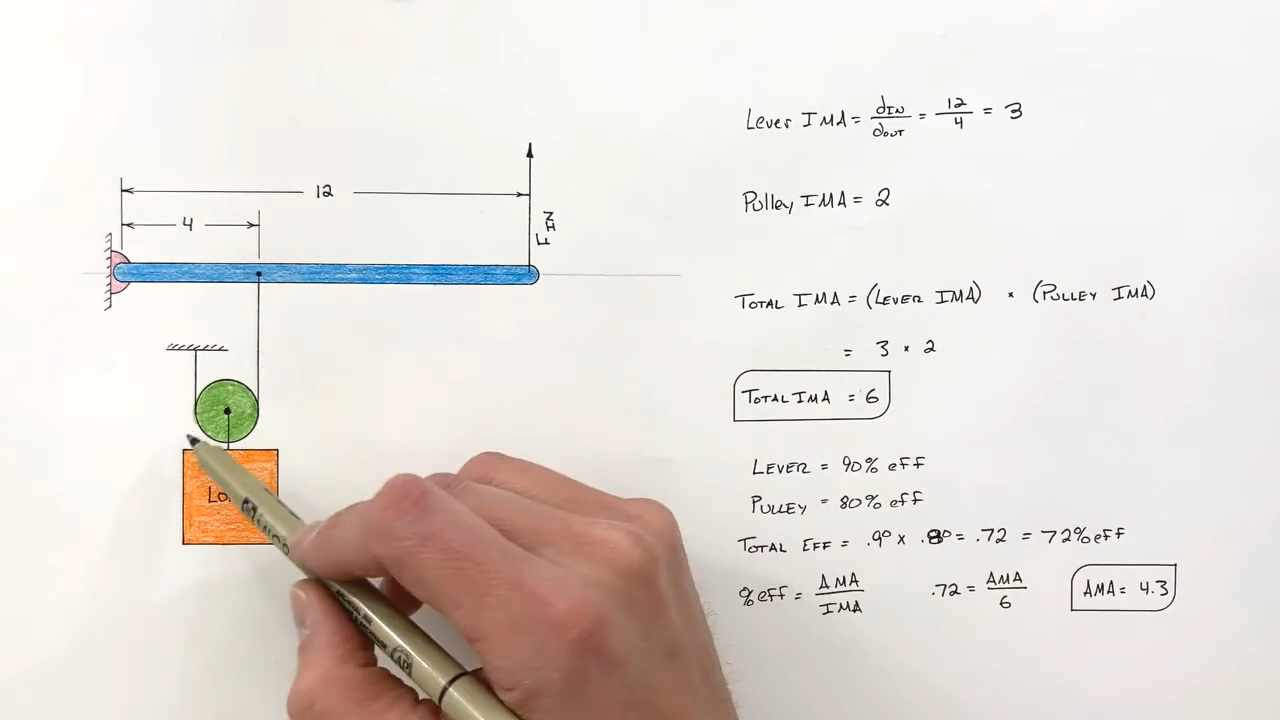 12
4
FIN
Lever IMA = dIN/dOUT = 12/4 = 3
Pulley IMA = 2
TOTAL IMA = (LEVER IMA) × (PULLEY IMA)
= 3 × 2
TOTAL IMA = 6
LEVER = 90% eff
PULLEY = 80% eff
TOTAL EFF = .90 x .80 = .72 = 72% eff
% eff = AMA/IMA .72 = AMA/6 AMA = 4.3